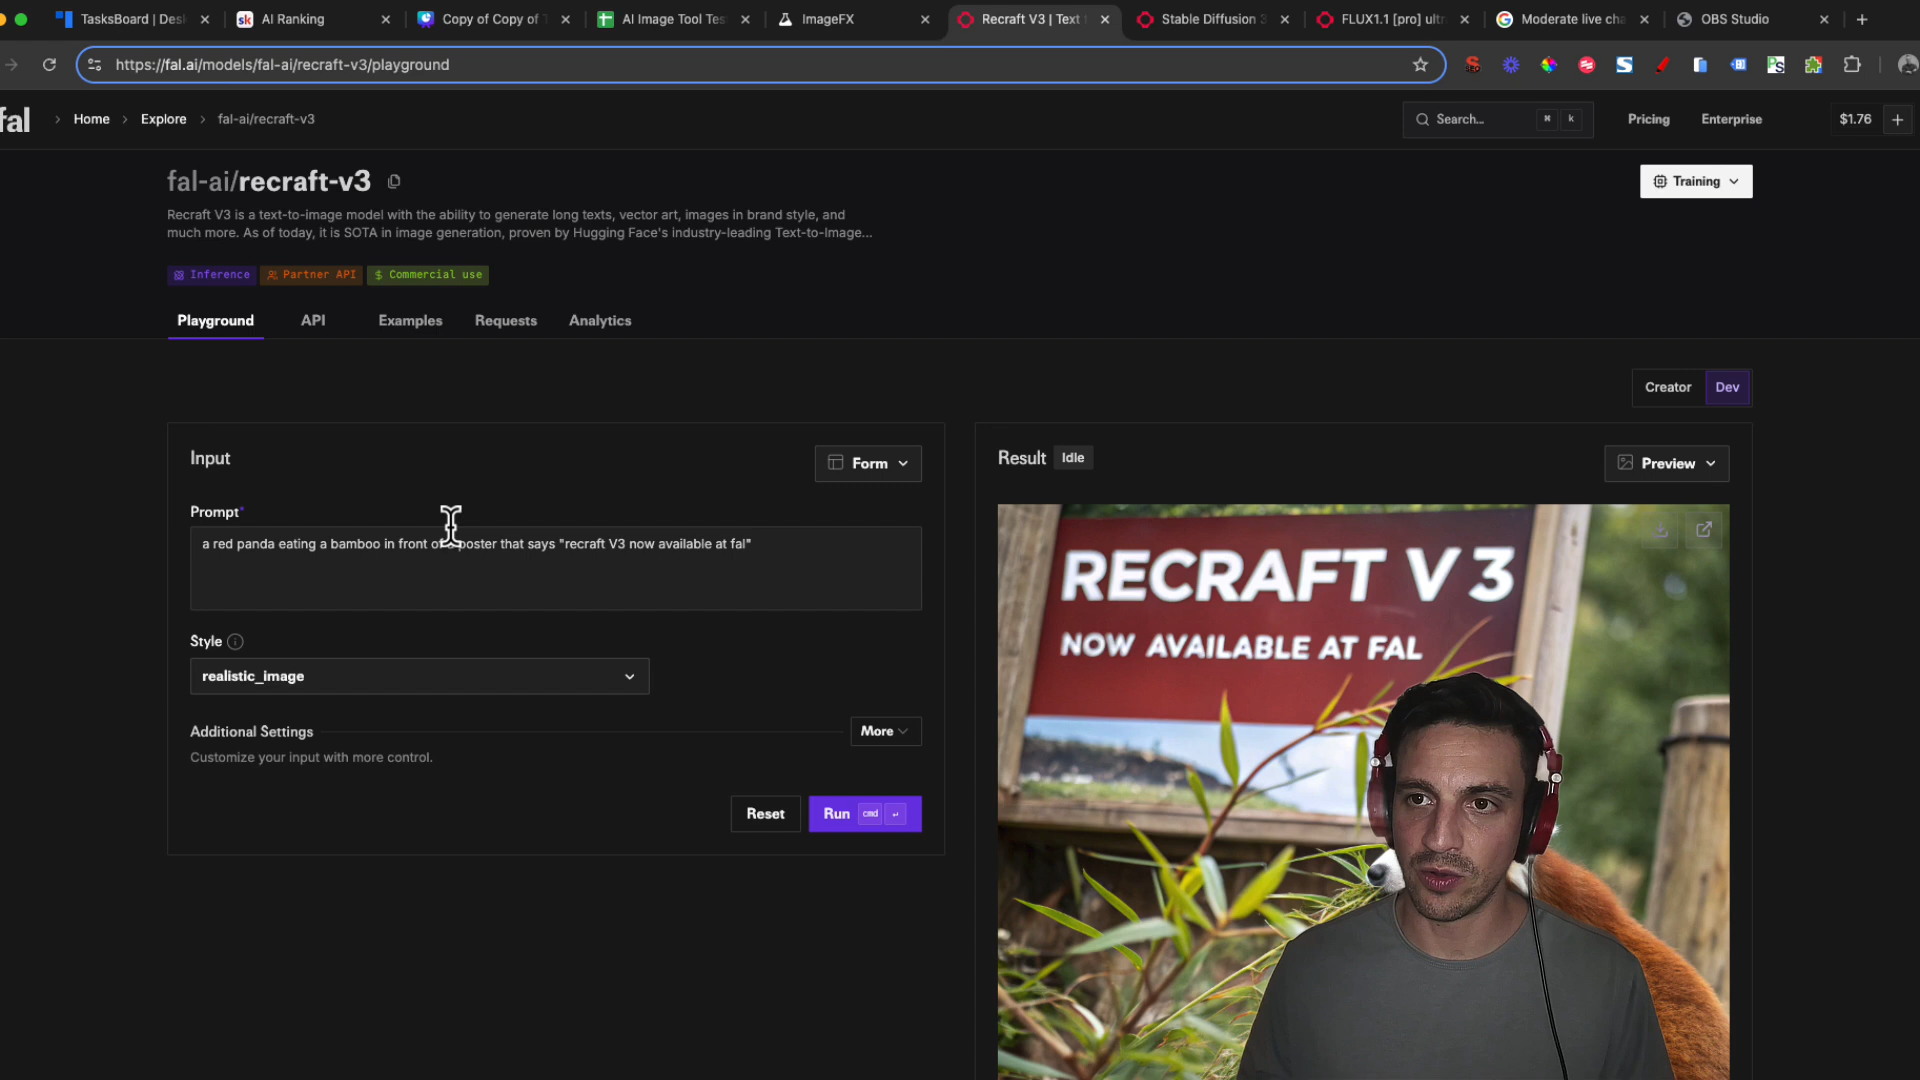 TasksBoard | Des
AI Ranking
Copy of Copy of T
AI Image Tool Tes
ImageFX
Recraft V3 | Text
Stable Diffusion 3
FLUX1.1 [pro] ultr
Moderate live cha
OBS Studio
https://fal.ai/models/fal-ai/recraft-v3/playground
fal
Home
Explore
fal-ai/recraft-v3
Search...
⌘ k
Pricing
Enterprise
$1.76 +
fal-ai/recraft-v3
Training
Recraft V3 is a text-to-image model with the ability to generate long texts, vector art, images in brand style, and
much more. As of today, it is SOTA in image generation, proven by Hugging Face's industry-leading Text-to-Image...
Inference
Partner API
Commercial use
Playground
API
Examples
Requests
Analytics
Creator
Dev
Input
Form
Prompt*
a red panda eating a bamboo in front of a poster that says "recraft V3 now available at fal"
Style
realistic_image
Additional Settings
More
Customize your input with more control.
Reset
Run cmd ↵
Result Idle
Preview
RECRAFT V3
NOW AVAILABLE AT FAL